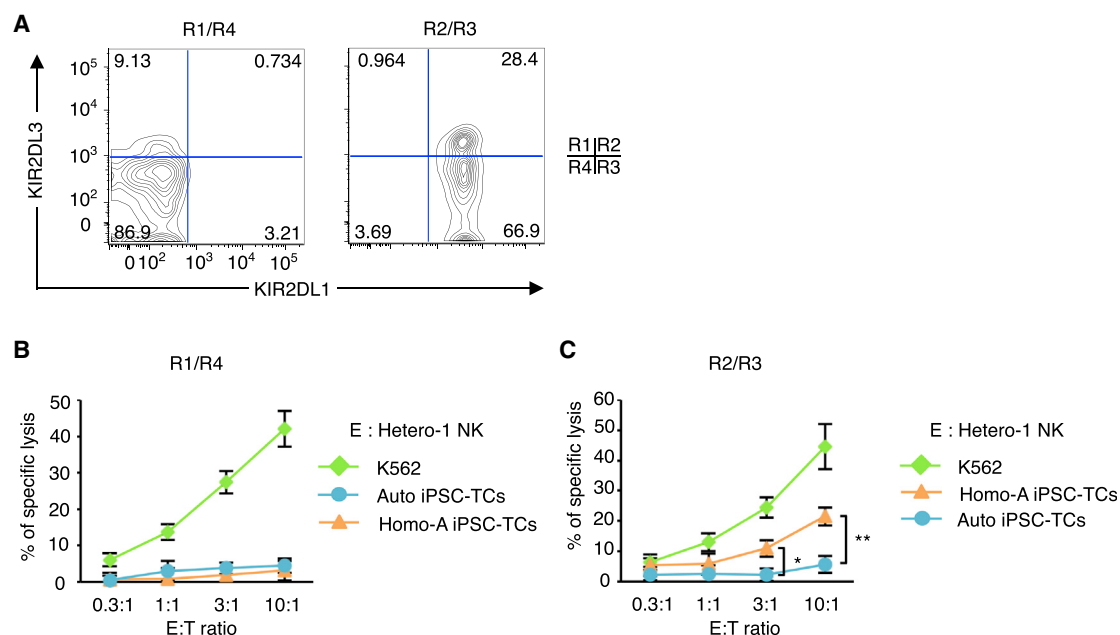 A
R1/R4
R2/R3
9.13
0.734
0.964
28.4
10^5
10^4
10^3
10^2
0
KIR2DL3
86.9
3.21
3.69
66.9
R1|R2
R4|R3
0 10^2 10^3 10^4 10^5
KIR2DL1
B
R1/R4
% of specific lysis
50
40
30
20
10
0
0.3:1 1:1 3:1 10:1
E:T ratio
E : Hetero-1 NK
K562
Auto iPSC-TCs
Homo-A iPSC-TCs
C
R2/R3
% of specific lysis
60
50
40
30
20
10
0
*
**
0.3:1 1:1 3:1 10:1
E:T ratio
E : Hetero-1 NK
K562
Homo-A iPSC-TCs
Auto iPSC-TCs